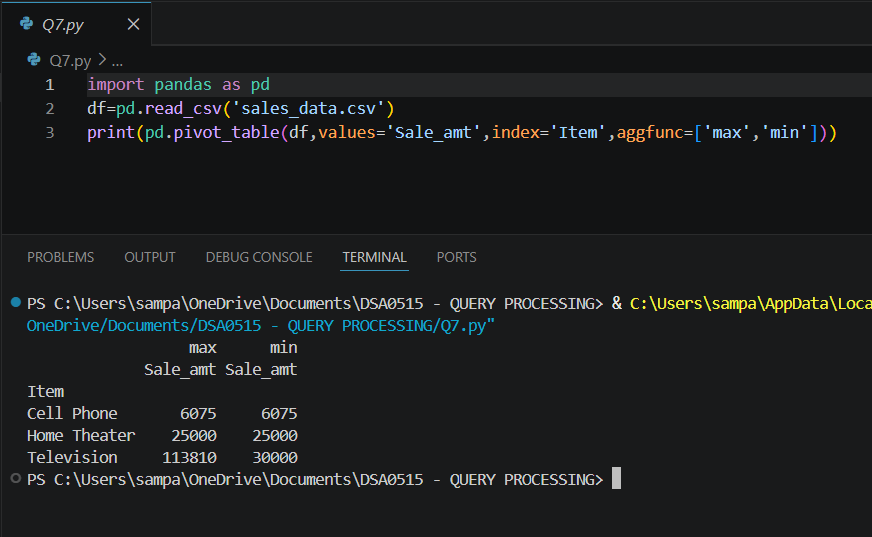 Q7.py
Q7.py > ...
1 import pandas as pd
2 df=pd.read_csv('sales_data.csv')
3 print(pd.pivot_table(df,values='Sale_amt',index='Item',aggfunc=['max','min']))
PROBLEMS OUTPUT DEBUG CONSOLE TERMINAL PORTS
PS C:\Users\sampa\OneDrive\Documents\DSA0515 - QUERY PROCESSING> & C:\Users\sampa\AppData\Loca
OneDrive/Documents/DSA0515 - QUERY PROCESSING/Q7.py"
max min
Sale_amt Sale_amt
Item
Cell Phone 6075 6075
Home Theater 25000 25000
Television 113810 30000
PS C:\Users\sampa\OneDrive\Documents\DSA0515 - QUERY PROCESSING>